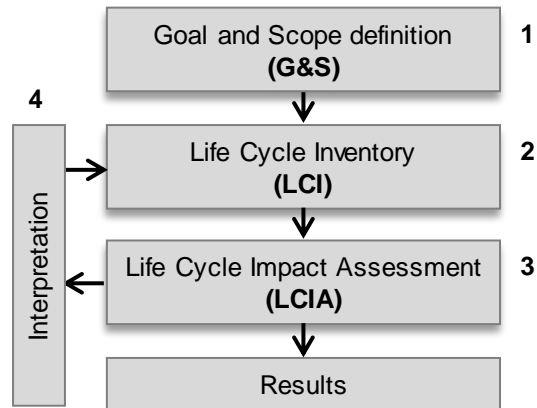 Goal and Scope definition
(G&S)
1
4
Life Cycle Inventory
(LCI)
2
Interpretation
Life Cycle Impact Assessment
(LCIA)
3
Results